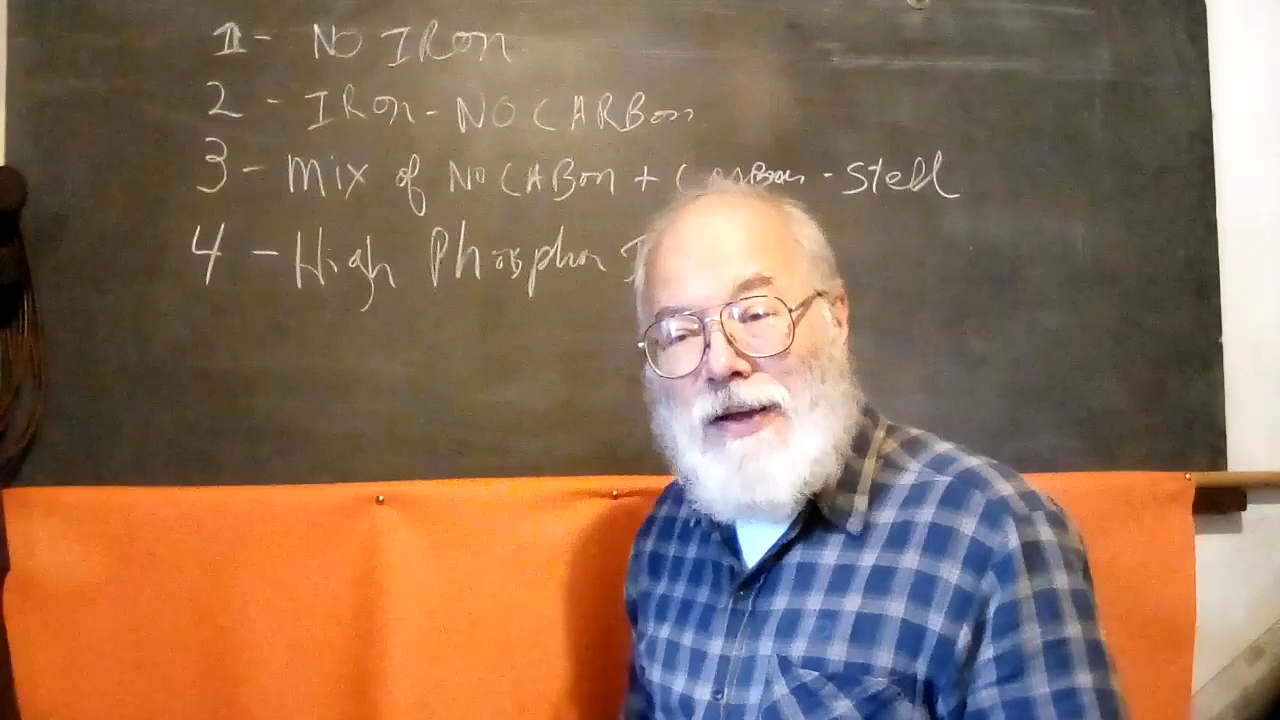 1 - NO IRon
2 - IRon - NO CARBon
3 - Mix of NO CABon + Carbon - Stell
4 - High Phosphor